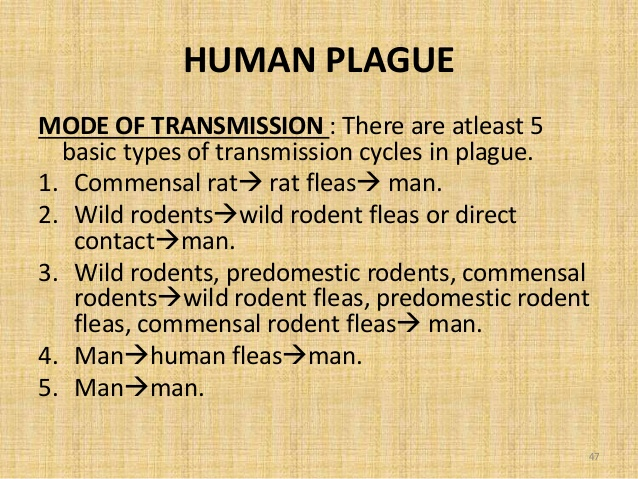 HUMAN PLAGUE
MODE OF TRANSMISSION : There are atleast 5
basic types of transmission cycles in plague.
1. Commensal rat→ rat fleas→ man.
2. Wild rodents→wild rodent fleas or direct
contact→man.
3. Wild rodents, predomestic rodents, commensal
rodents→wild rodent fleas, predomestic rodent
fleas, commensal rodent fleas→ man.
4. Man→human fleas→man.
5. Man→man.
47